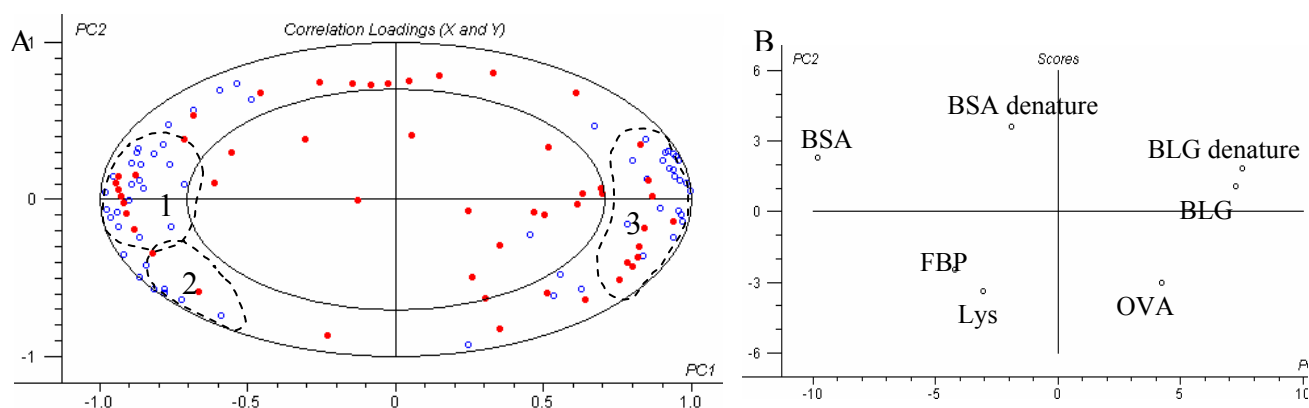 A
PC2
Correlation Loadings (X and Y)
1
0
-1
1
2
3
PC1
-1.0
-0.5
0
0.5
1.0
B
PC2
Scores
6
3
0
-3
-6
BSA
BSA denature
BLG denature
BLG
FBP
Lys
OVA
-10
-5
0
5
10